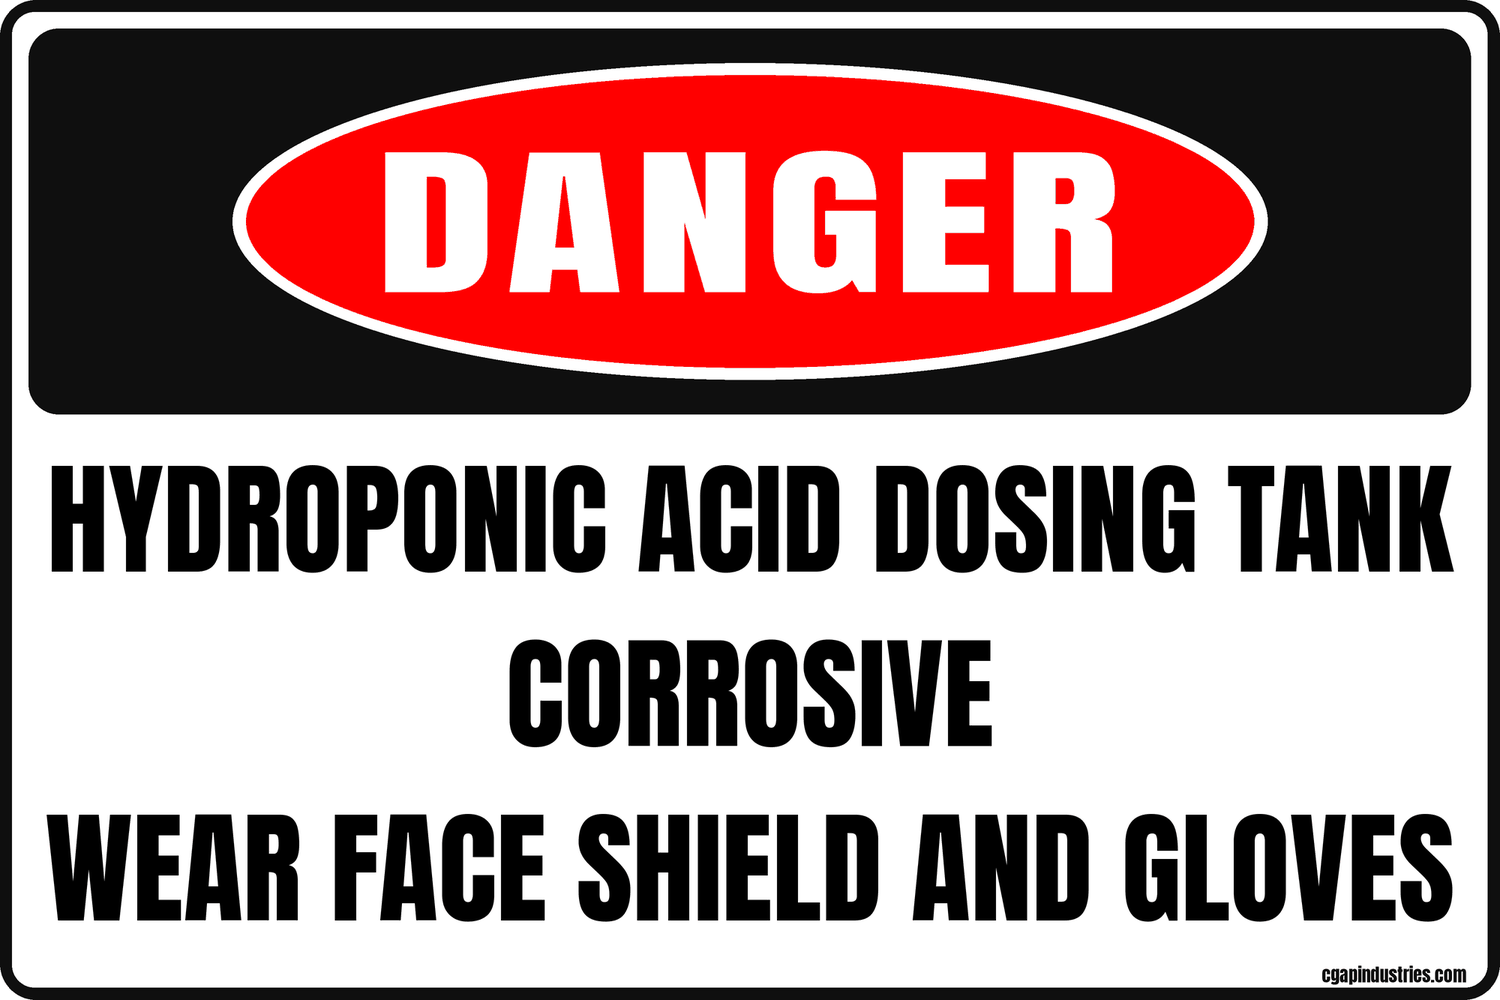 DANGER
HYDROPONIC ACID DOSING TANK
CORROSIVE
WEAR FACE SHIELD AND GLOVES
cgapindustries.com